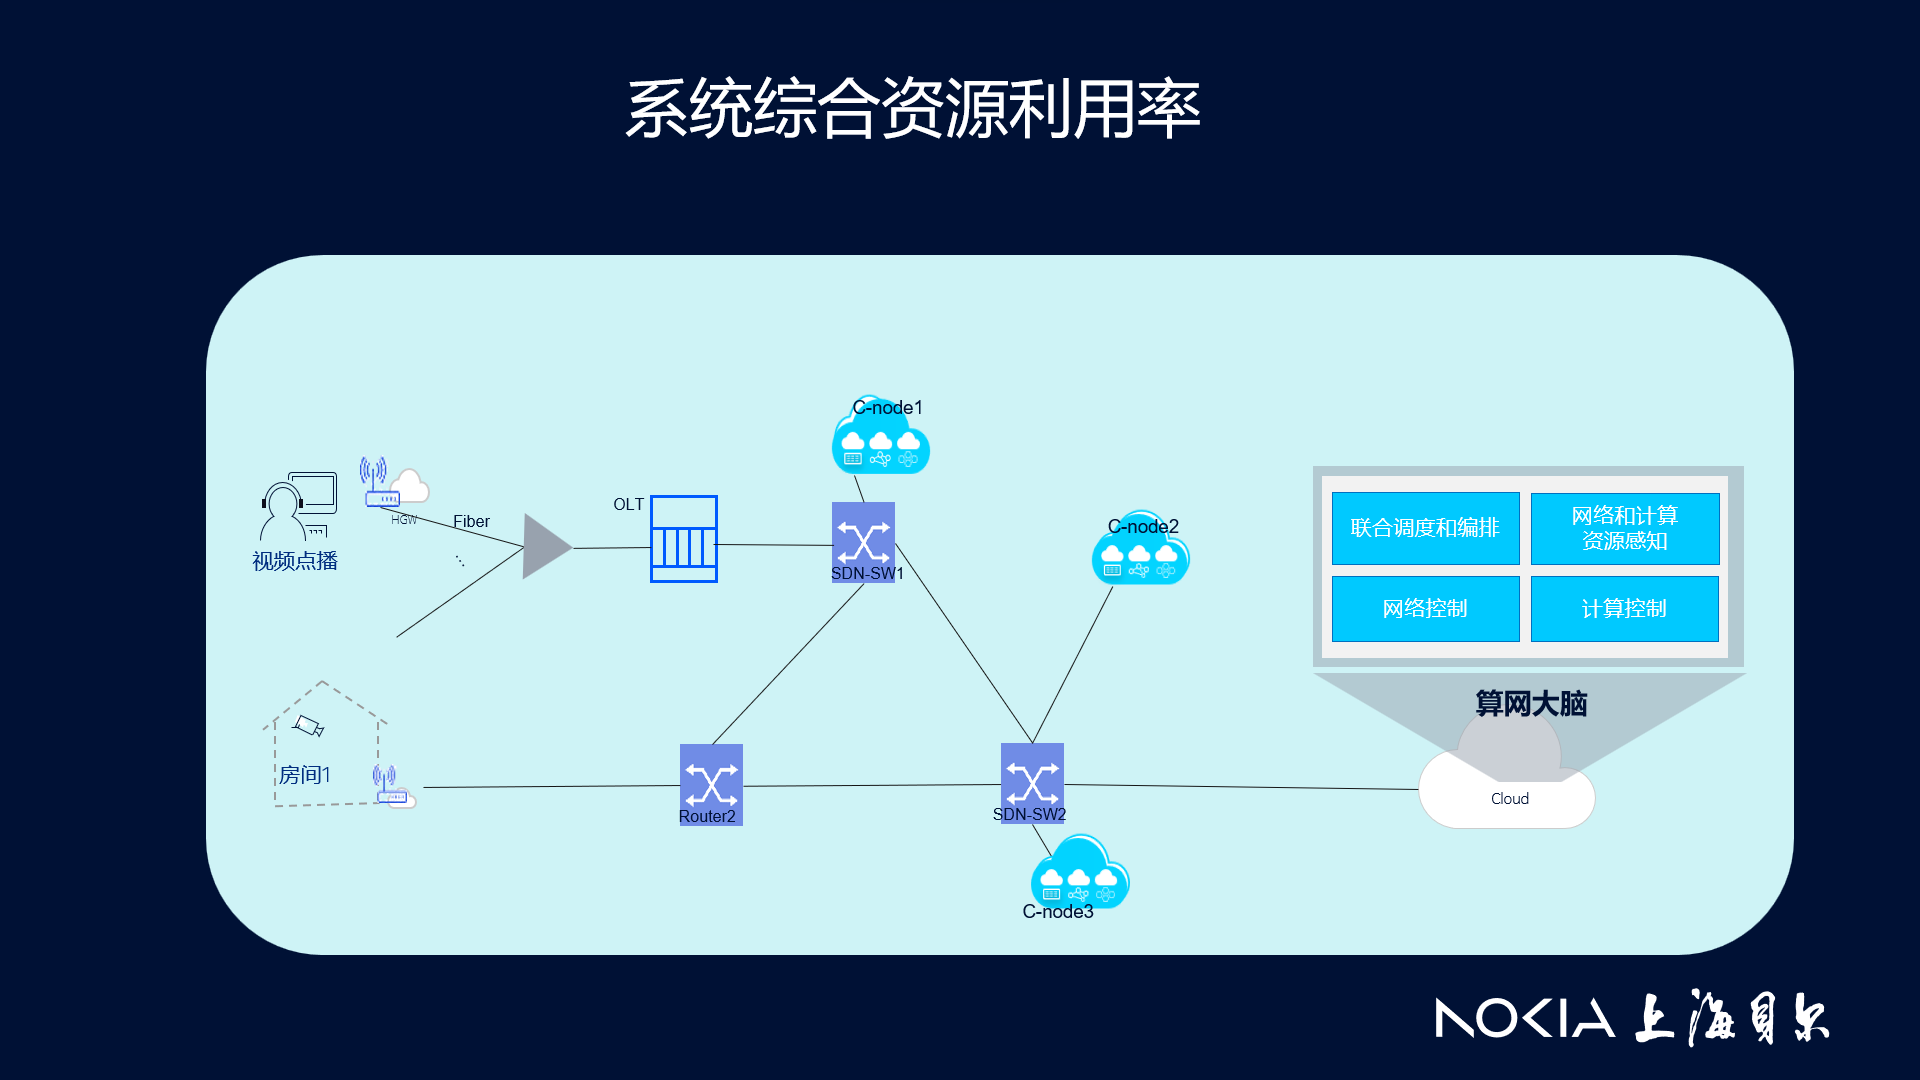 系统综合资源利用率
C-node1
HGW
Fiber
OLT
视频点播
SDN-SW1
C-node2
联合调度和编排
网络和计算
资源感知
网络控制
计算控制
算网大脑
房间1
Router2
SDN-SW2
Cloud
C-node3
NOKIA 上海贝尔